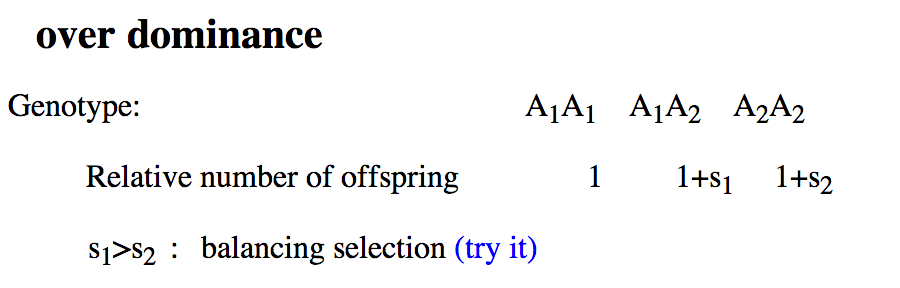 over dominance
Genotype: A₁A₁ A₁A₂ A₂A₂
Relative number of offspring 1 1+s₁ 1+s₂
s₁>s₂ : balancing selection (try it)